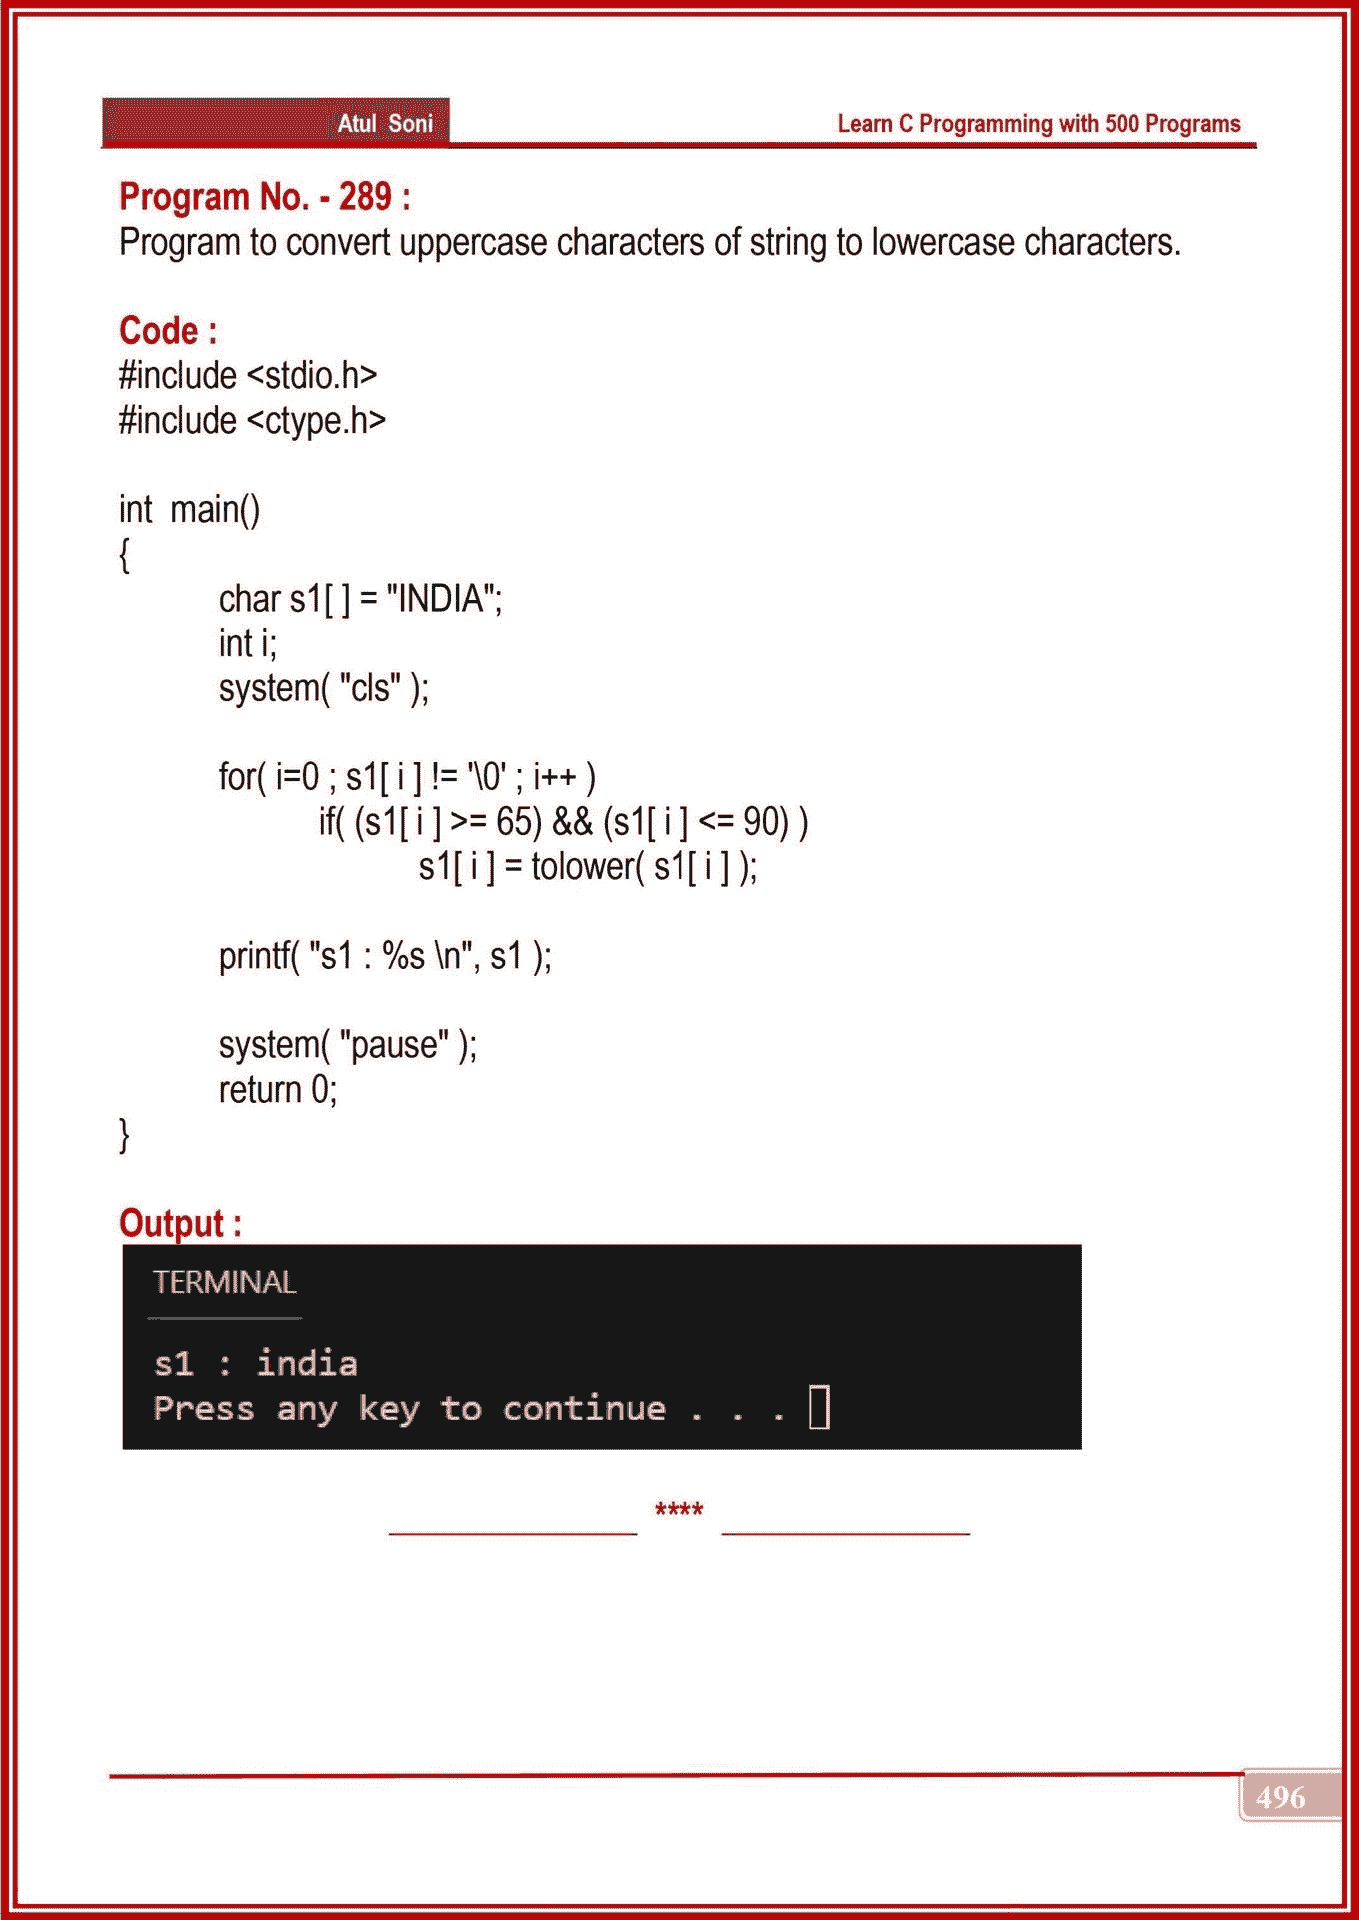 Atul Soni
Learn C Programming with 500 Programs
Program No. - 289 :
Program to convert uppercase characters of string to lowercase characters.
Code :
#include <stdio.h>
#include <ctype.h>
int main()
{
char s1[ ] = "INDIA";
int i;
system( "cls" );
for( i=0 ; s1[ i ] != '\0' ; i++ )
if( (s1[ i ] >= 65) && (s1[ i ] <= 90) )
s1[ i ] = tolower( s1[ i ] );
printf( "s1 : %s \n", s1 );
system( "pause" );
return 0;
}
Output :
TERMINAL
s1 : india
Press any key to continue . . .
****
496